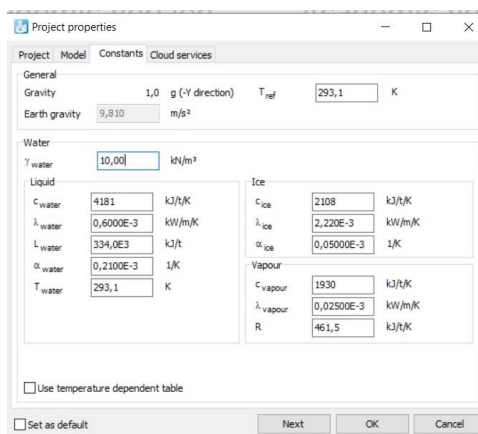 Project properties
Project Model Constants Cloud services
General
Gravity 1,0 g (-Y direction) T ref 293,1 K
Earth gravity 9,810 m/s²
Water
γ water 10,00 kN/m³
Liquid
c water 4181 kJ/t/K
λ water 0,6000E-3 kW/m/K
L water 334,0E3 kJ/t
α water 0,2100E-3 1/K
T water 293,1 K
Ice
c ice 2108 kJ/t/K
λ ice 2,220E-3 kW/m/K
α ice 0,05000E-3 1/K
Vapour
c vapour 1930 kJ/t/K
λ vapour 0,02500E-3 kW/m/K
R 461,5 kJ/t/K
Use temperature dependent table
Set as default Next OK Cancel